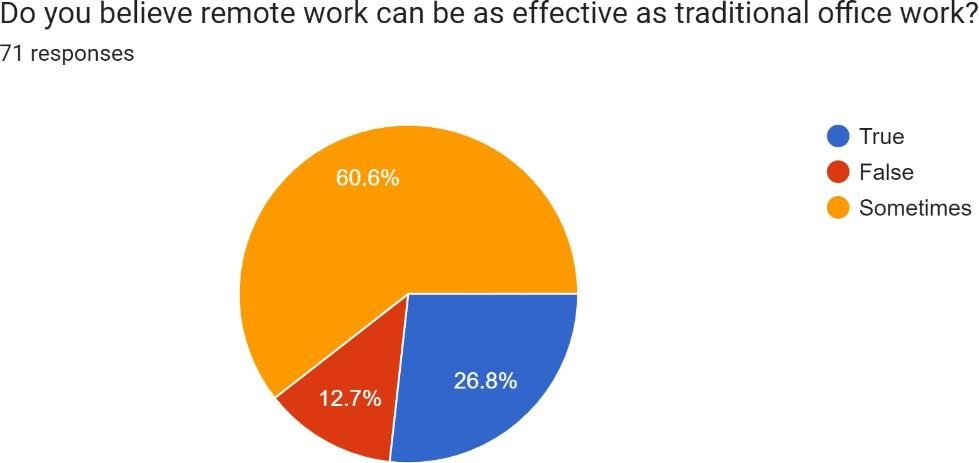 Do you believe remote work can be as effective as traditional office work?
71 responses
True
False
Sometimes
60.6%
12.7%
26.8%